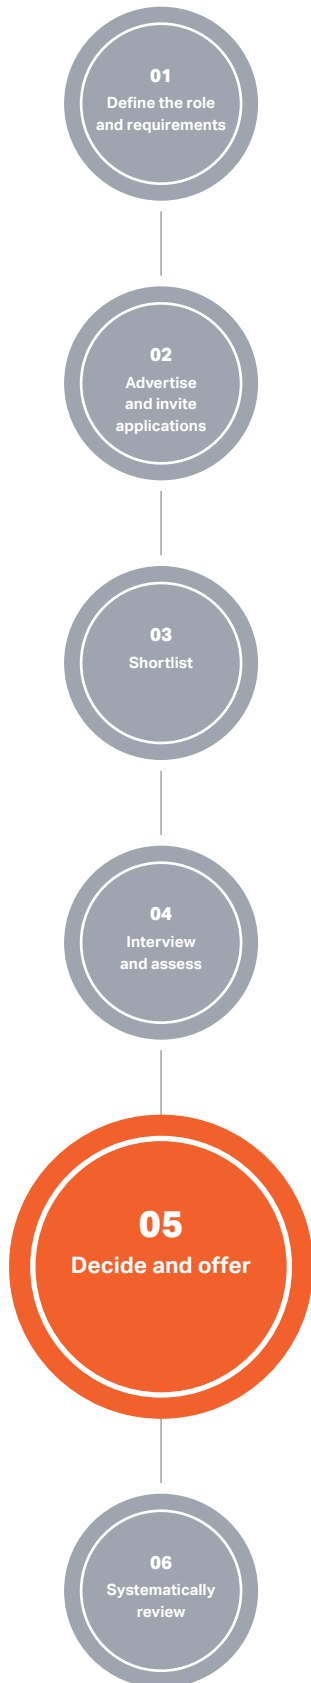 01
Define the role
and requirements
02
Advertise
and invite
applications
03
Shortlist
04
Interview
and assess
05
Decide and offer
06
Systematically
review